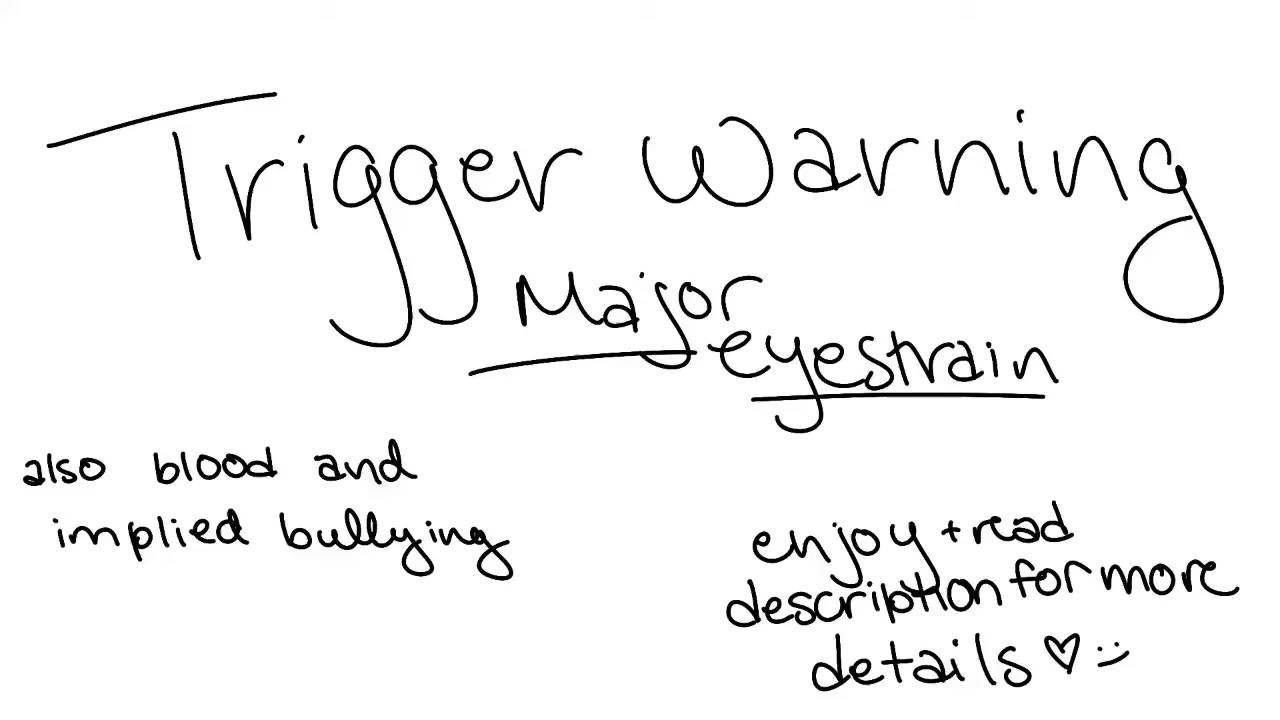 Trigger Warning
Major
eyestrain
also blood and
implied bullying
enjoy + read
description for more
details ♡ :)